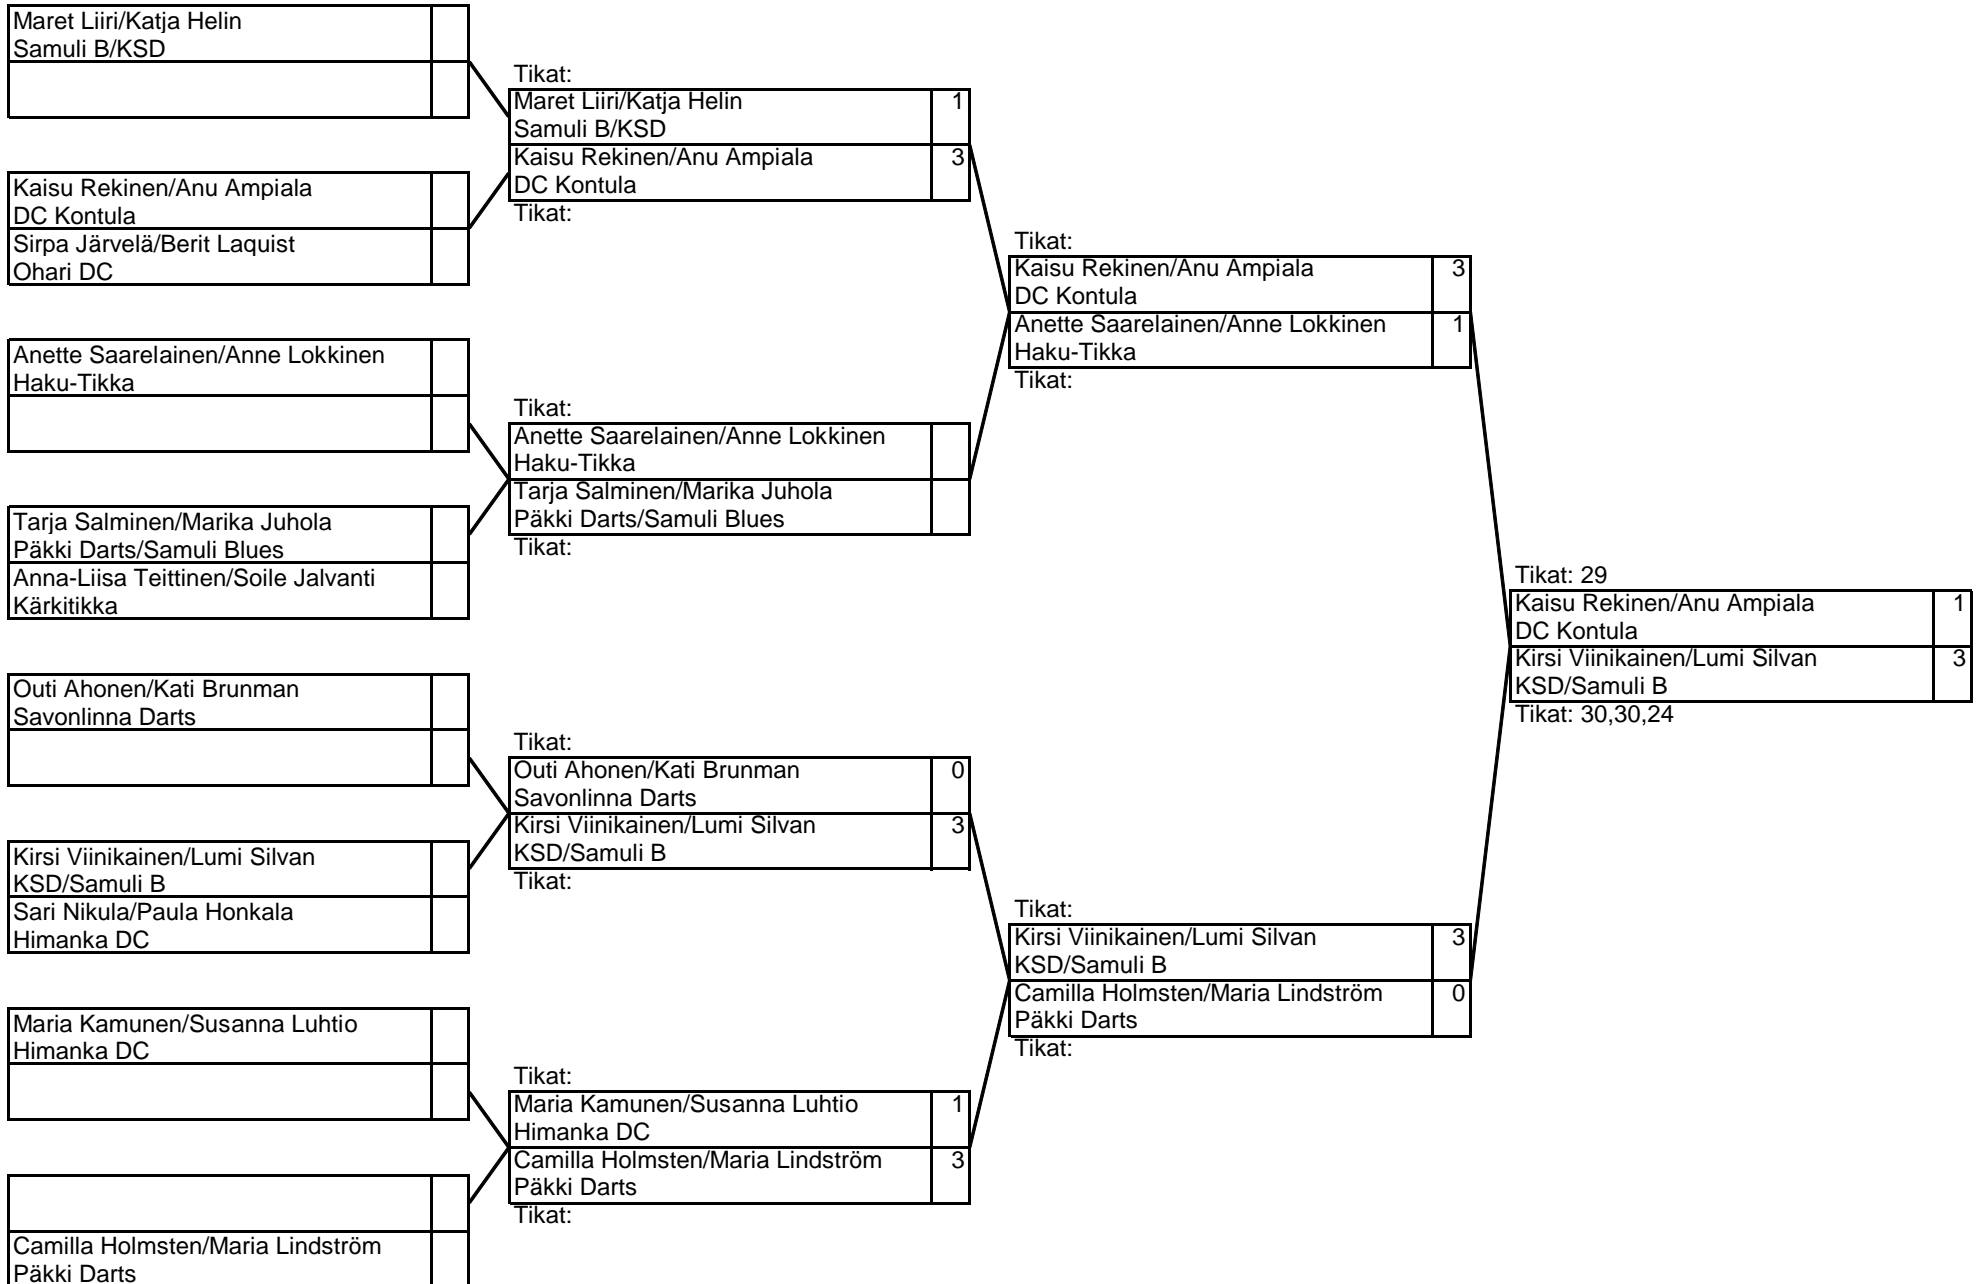 Maret Liiri/Katja Helin
Samuli B/KSD
Kaisu Rekinen/Anu Ampiala
DC Kontula
Sirpa Järvelä/Berit Laquist
Ohari DC
Anette Saarelainen/Anne Lokkinen
Haku-Tikka
Tarja Salminen/Marika Juhola
Päkki Darts/Samuli Blues
Anna-Liisa Teittinen/Soile Jalvanti
Kärkitikka
Outi Ahonen/Kati Brunman
Savonlinna Darts
Kirsi Viinikainen/Lumi Silvan
KSD/Samuli B
Sari Nikula/Paula Honkala
Himanka DC
Maria Kamunen/Susanna Luhtio
Himanka DC
Camilla Holmsten/Maria Lindström
Päkki Darts
Tikat:
Maret Liiri/Katja Helin 1
Samuli B/KSD
Kaisu Rekinen/Anu Ampiala 3
DC Kontula
Tikat:
Tikat:
Anette Saarelainen/Anne Lokkinen
Haku-Tikka
Tarja Salminen/Marika Juhola
Päkki Darts/Samuli Blues
Tikat:
Tikat:
Outi Ahonen/Kati Brunman 0
Savonlinna Darts
Kirsi Viinikainen/Lumi Silvan 3
KSD/Samuli B
Tikat:
Tikat:
Maria Kamunen/Susanna Luhtio 1
Himanka DC
Camilla Holmsten/Maria Lindström 3
Päkki Darts
Tikat:
Tikat:
Kaisu Rekinen/Anu Ampiala 3
DC Kontula
Anette Saarelainen/Anne Lokkinen 1
Haku-Tikka
Tikat:
Tikat:
Kirsi Viinikainen/Lumi Silvan 3
KSD/Samuli B
Camilla Holmsten/Maria Lindström 0
Päkki Darts
Tikat:
Tikat: 29
Kaisu Rekinen/Anu Ampiala 1
DC Kontula
Kirsi Viinikainen/Lumi Silvan 3
KSD/Samuli B
Tikat: 30,30,24